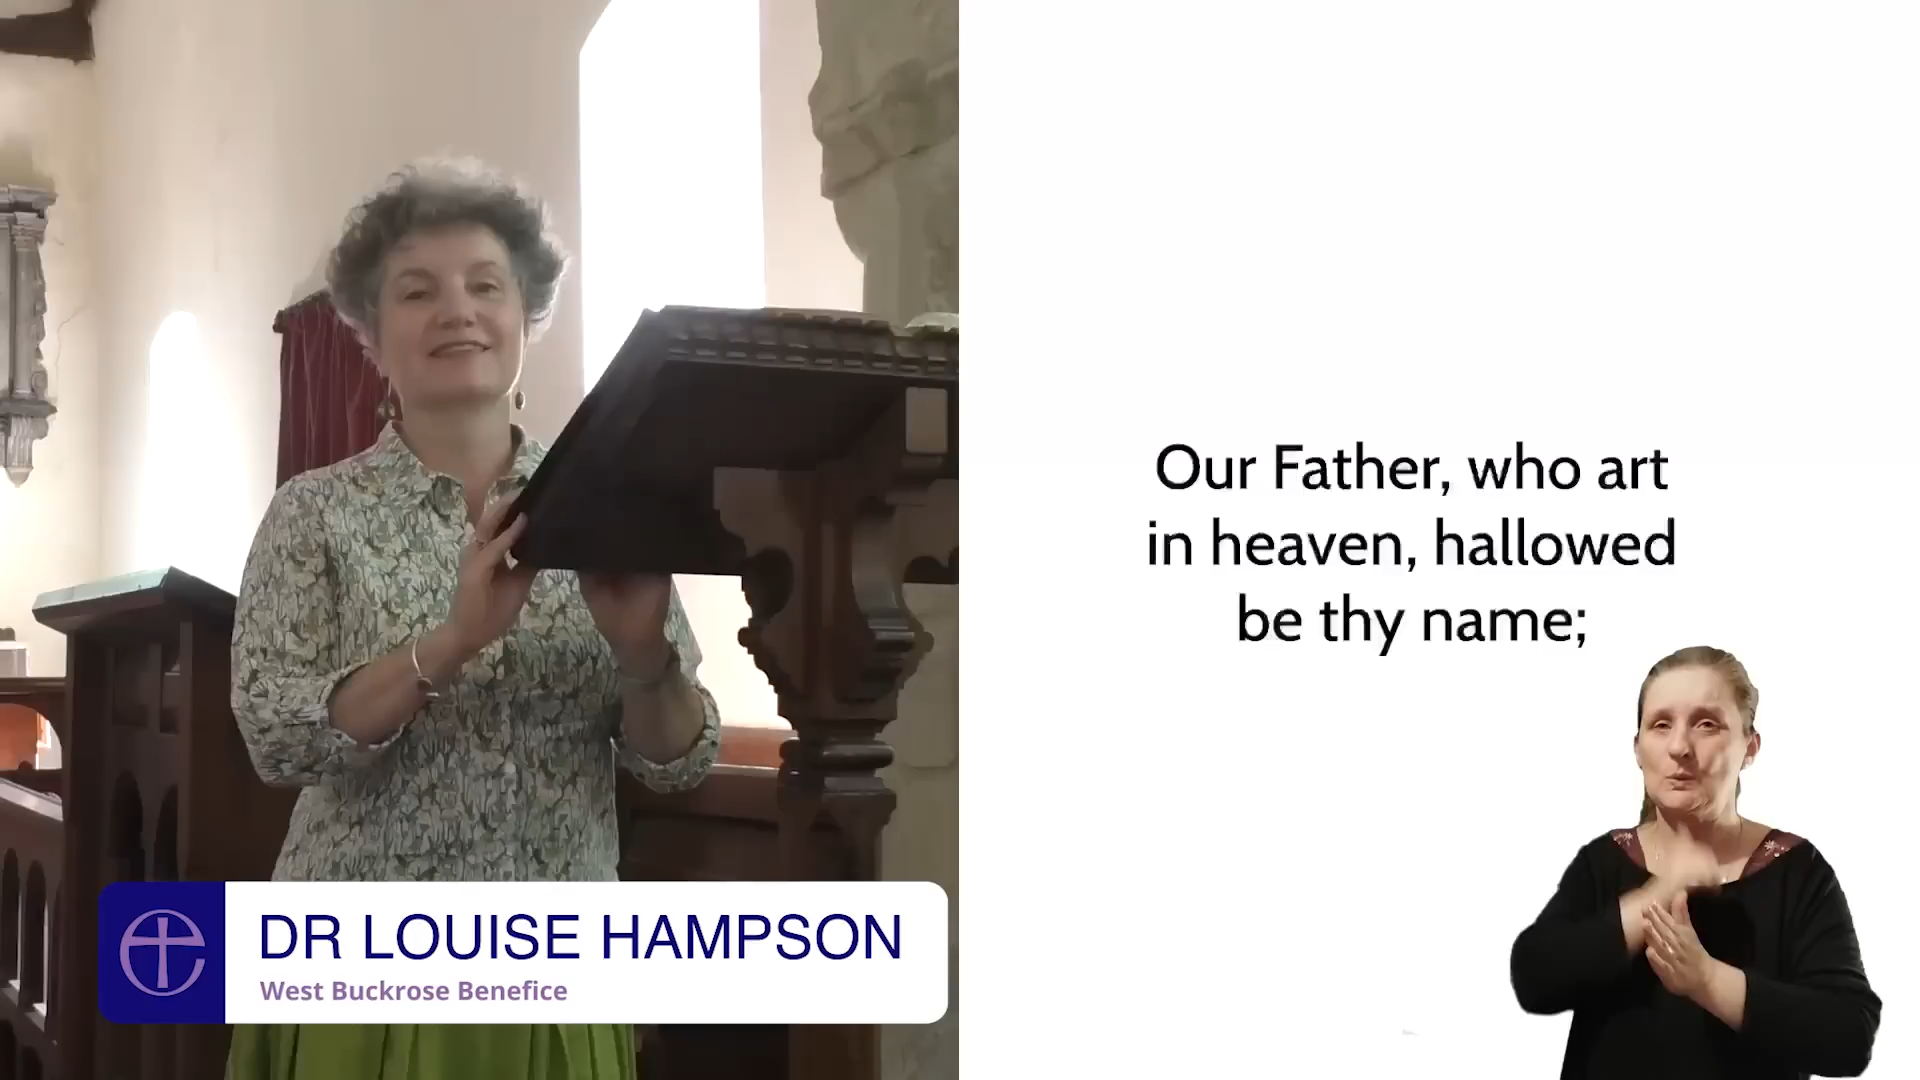 Our Father, who art
in heaven, hallowed
be thy name;
DR LOUISE HAMPSON
West Buckrose Benefice